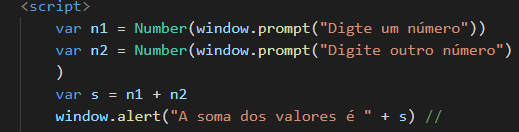 <script>
var n1 = Number(window.prompt("Digte um número"))
var n2 = Number(window.prompt("Digite outro número")
)
var s = n1 + n2
window.alert("A soma dos valores é " + s) //